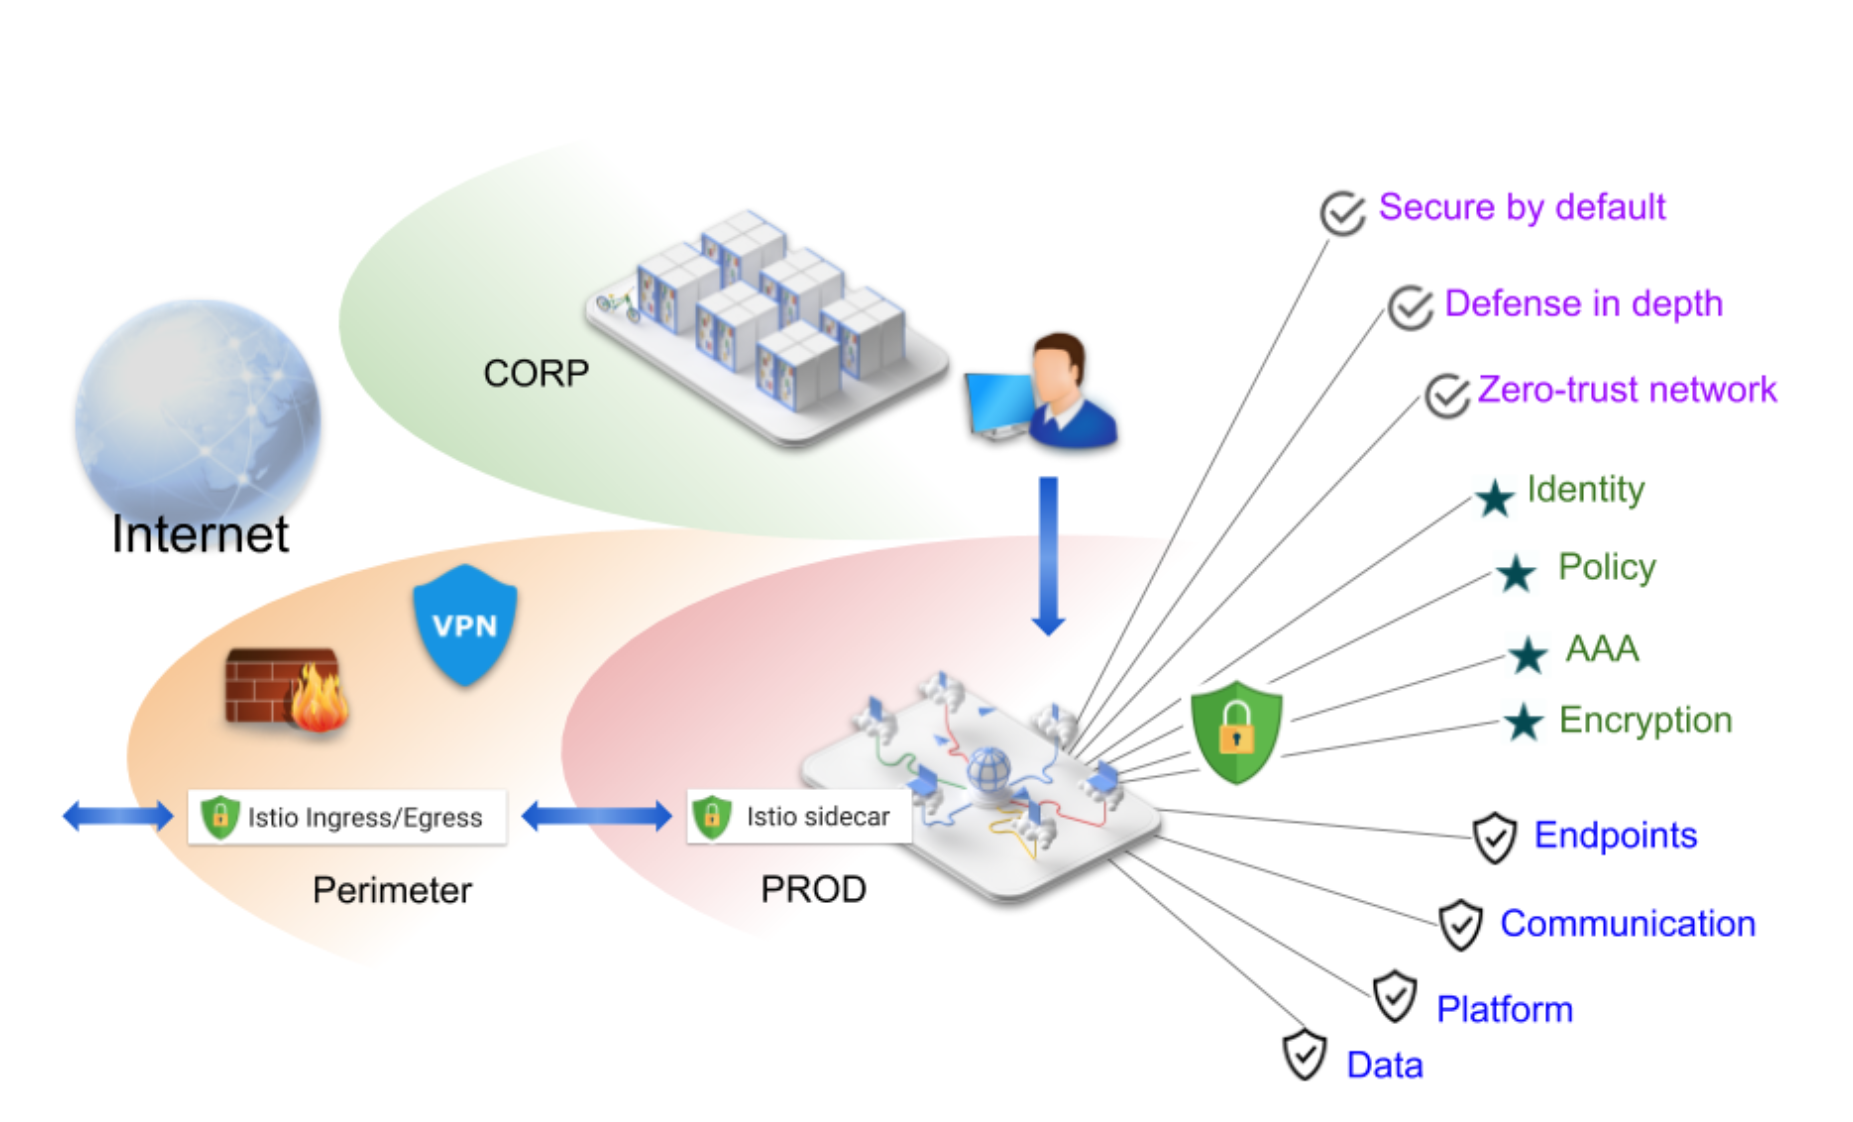 Secure by default
Defense in depth
CORP
Zero-trust network
Identity
Internet
VPN
Policy
AAA
Encryption
Istio Ingress/Egress
Istio sidecar
Endpoints
Perimeter
PROD
Communication
Platform
Data